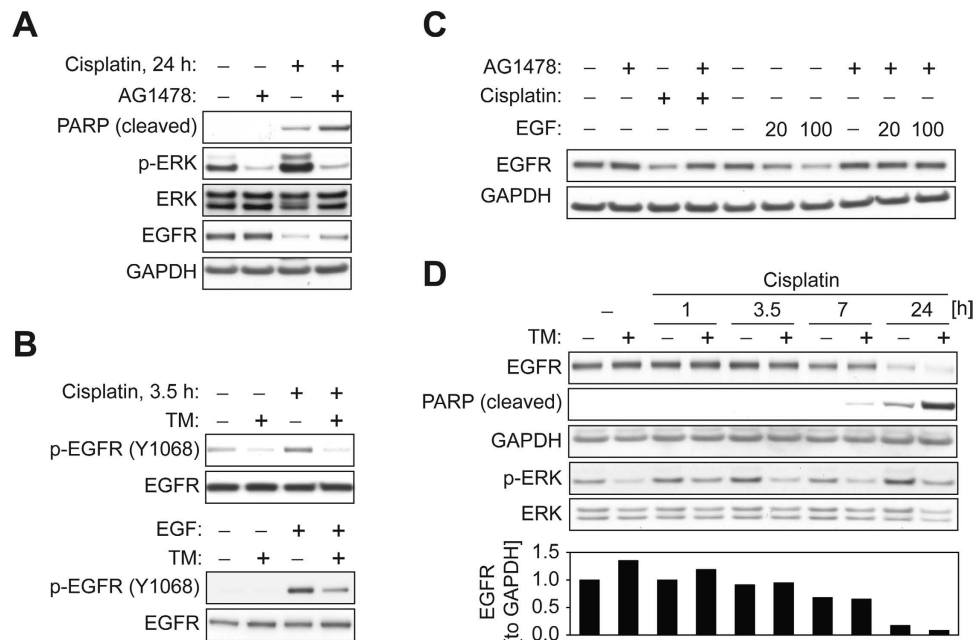 A
Cisplatin, 24 h: – – + +
AG1478: – + – +
PARP (cleaved)
p-ERK
ERK
EGFR
GAPDH
B
Cisplatin, 3.5 h: – – + +
TM: – + – +
p-EGFR (Y1068)
EGFR
EGF: – – + +
TM: – + – +
p-EGFR (Y1068)
EGFR
C
AG1478: – + – + – – – + + +
Cisplatin: – – + + – – – – – –
EGF: – – – – – 20 100 – 20 100
EGFR
GAPDH
D
Cisplatin
– 1 3.5 7 24 [h]
TM: – + – + – + – + – +
EGFR
PARP (cleaved)
GAPDH
p-ERK
ERK
EGFR
[to GAPDH]
1.5
1.0
0.5
0.0